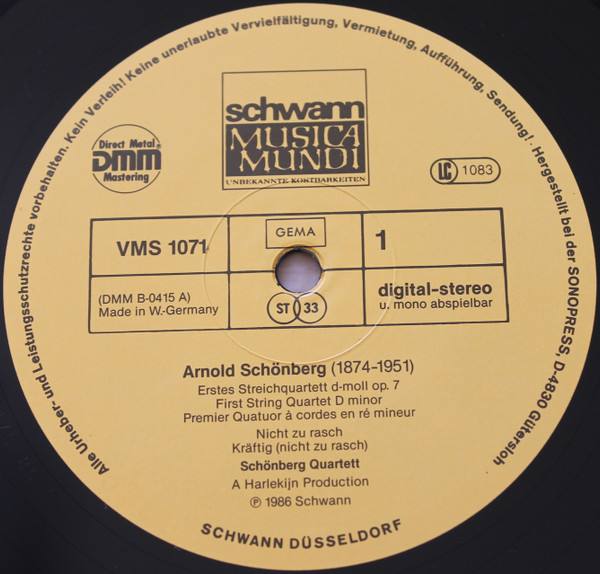 Alle Urheber- und Leistungsschutzrechte vorbehalten. Kein Verleih! Keine unerlaubte Vervielfältigung, Vermietung, Aufführung, Sendung! · Hergestellt bei der SONOPRESS, D-4830 Gütersloh
schwann
MUSICA
MUNDI
UNBEKANNTE KOSTBARKEITEN
Direct Metal
DMM
Mastering
LC 1083
VMS 1071
GEMA
1
(DMM B-0415 A)
Made in W.-Germany
ST 33
digital-stereo
u. mono abspielbar
Arnold Schönberg (1874-1951)
Erstes Streichquartett d-moll op. 7
First String Quartet D minor
Premier Quatuor à cordes en ré mineur
Nicht zu rasch
Kräftig (nicht zu rasch)
Schönberg Quartett
A Harlekijn Production
℗ 1986 Schwann
SCHWANN DÜSSELDORF